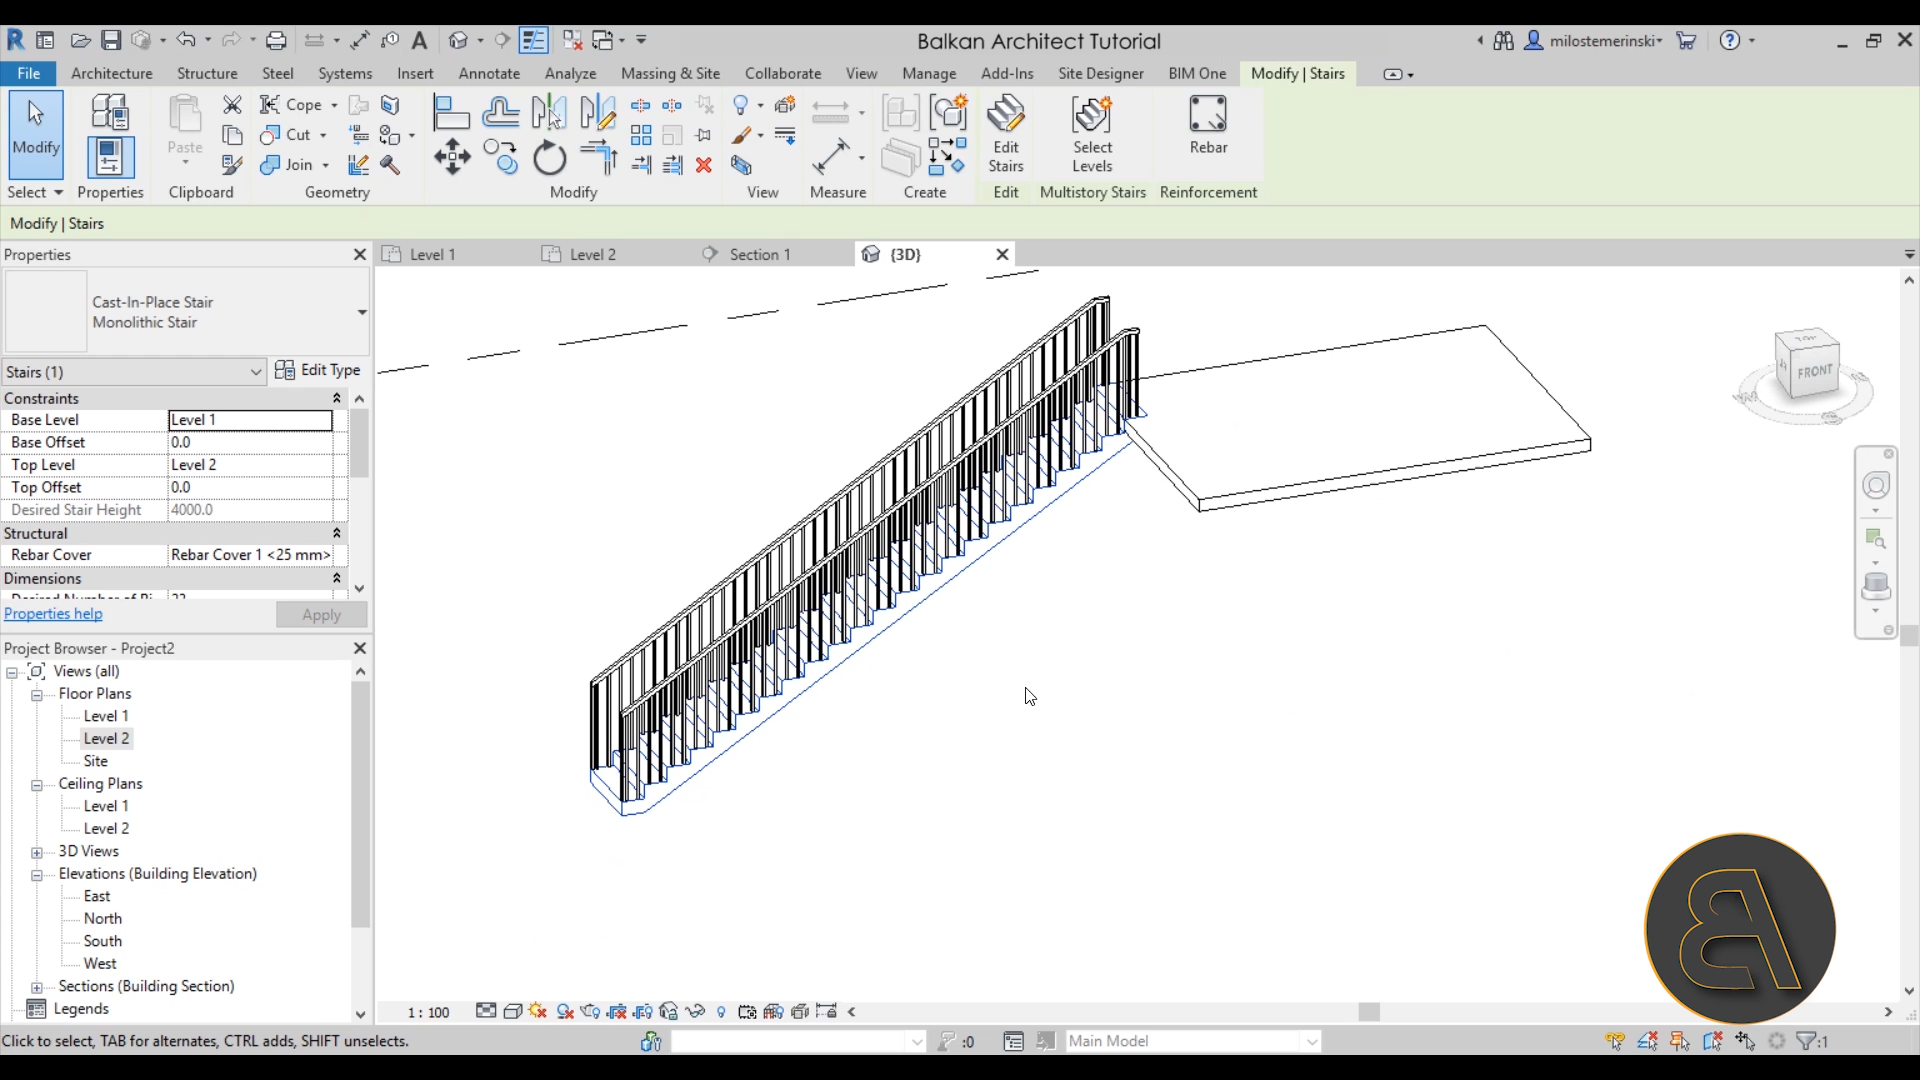 Balkan Architect Tutorial
milostemerinski
File Architecture Structure Steel Systems Insert Annotate Analyze Massing & Site Collaborate View Manage Add-Ins Site Designer BIM One Modify | Stairs
Modify
Paste
Cope
Cut
Join
Edit Stairs
Select Levels
Rebar
Select Properties Clipboard Geometry Modify View Measure Create Edit Multistory Stairs Reinforcement
Modify | Stairs
Properties
Level 1 Level 2 Section 1 {3D}
Cast-In-Place Stair
Monolithic Stair
Stairs (1) Edit Type
Constraints
Base Level Level 1
Base Offset 0.0
Top Level Level 2
Top Offset 0.0
Desired Stair Height 4000.0
Structural
Rebar Cover Rebar Cover 1 <25 mm>
Dimensions
Properties help Apply
Project Browser - Project2
Views (all)
Floor Plans
Level 1
Level 2
Site
Ceiling Plans
Level 1
Level 2
3D Views
Elevations (Building Elevation)
East
North
South
West
Sections (Building Section)
Legends
TOP
FRONT
1 : 100
Click to select, TAB for alternates, CTRL adds, SHIFT unselects.
:0
Main Model
:1